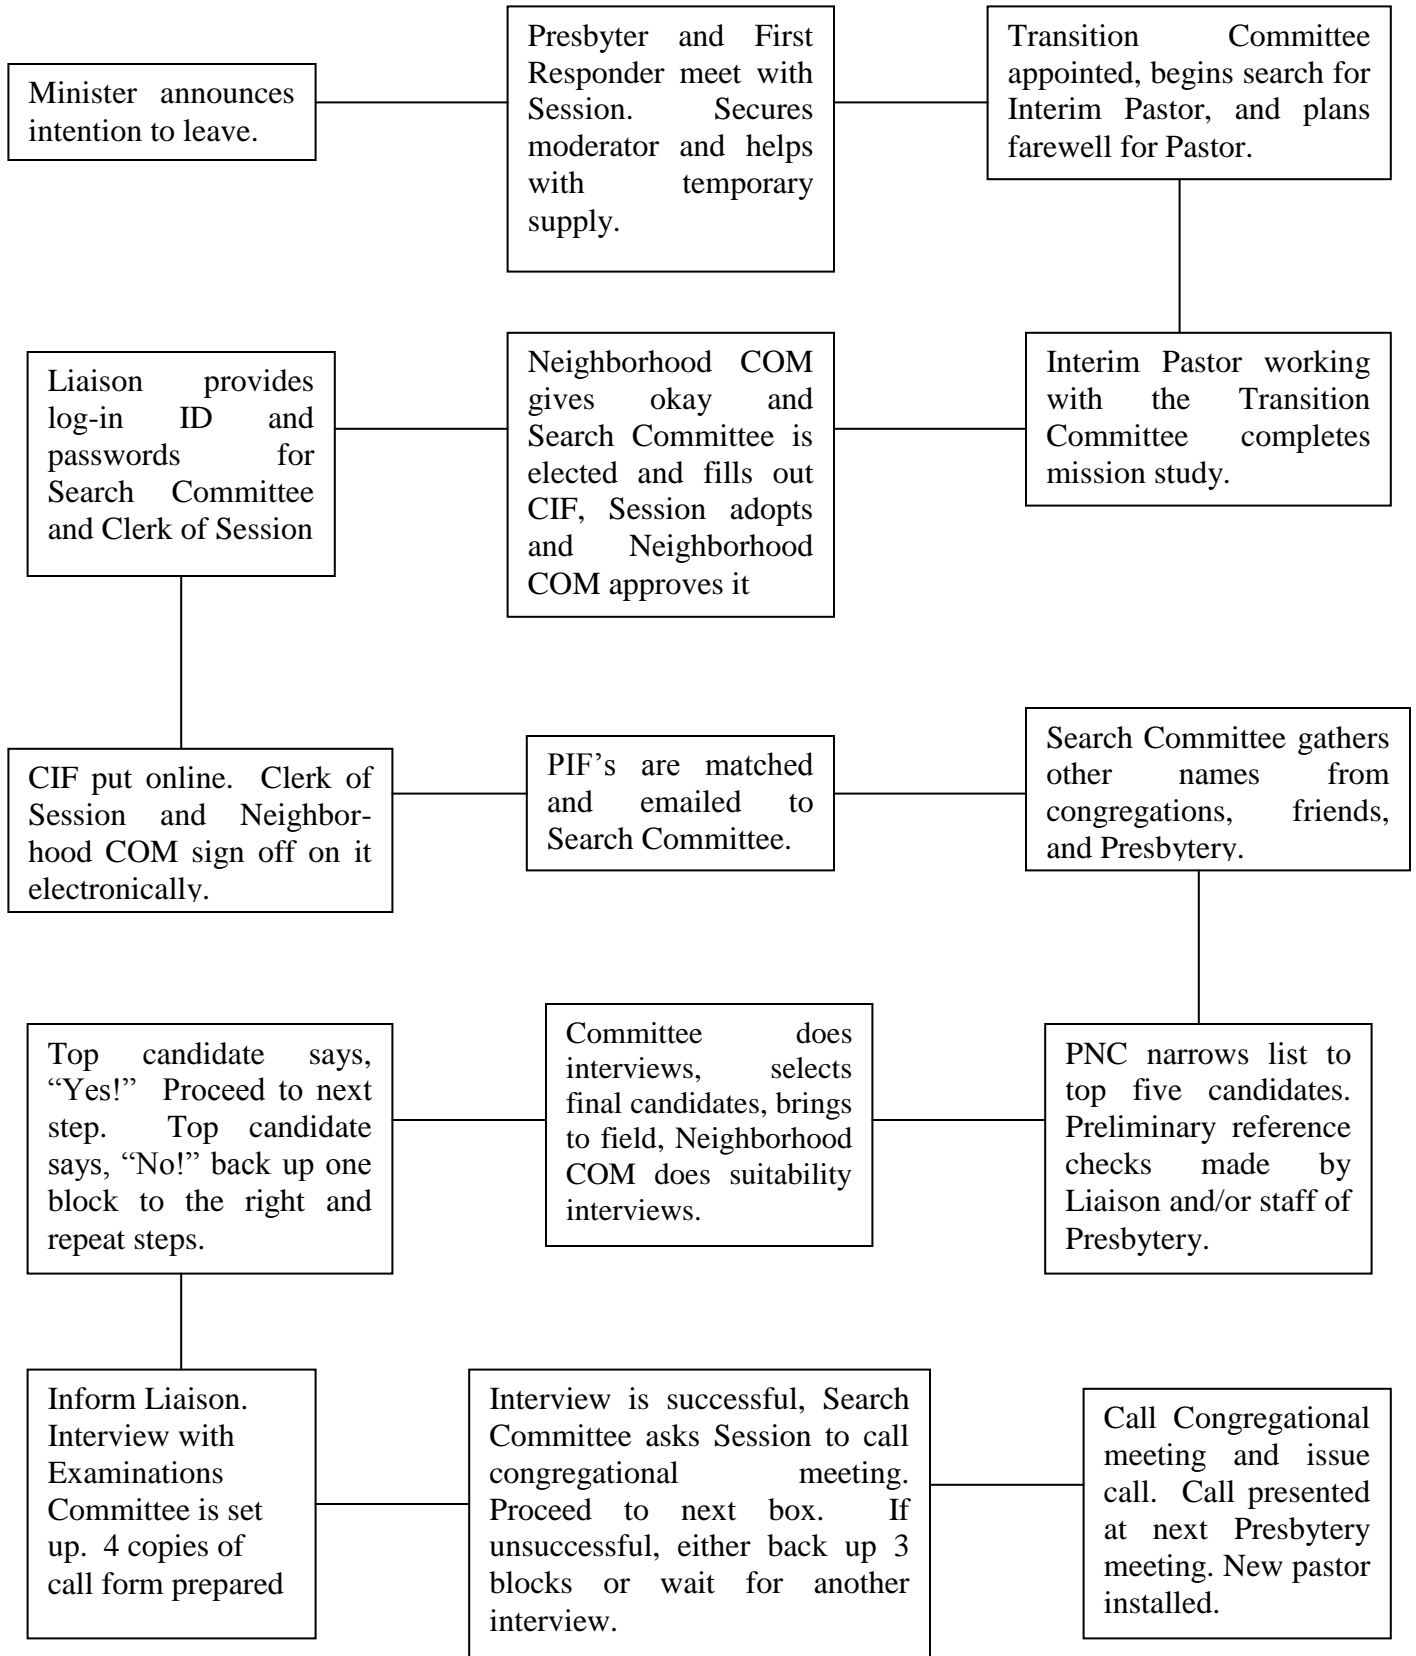 Minister announces
intention to leave.
Presbyter and First
Responder meet with
Session. Secures
moderator and helps
with temporary
supply.
Transition Committee
appointed, begins search for
Interim Pastor, and plans
farewell for Pastor.
Interim Pastor working
with the Transition
Committee completes
mission study.
Neighborhood COM
gives okay and
Search Committee is
elected and fills out
CIF, Session adopts
and Neighborhood
COM approves it
Liaison provides
log-in ID and
passwords for
Search Committee
and Clerk of Session
CIF put online. Clerk of
Session and Neighbor-
hood COM sign off on it
electronically.
PIF's are matched
and emailed to
Search Committee.
Search Committee gathers
other names from
congregations, friends,
and Presbytery.
PNC narrows list to
top five candidates.
Preliminary reference
checks made by
Liaison and/or staff of
Presbytery.
Committee does
interviews, selects
final candidates, brings
to field, Neighborhood
COM does suitability
interviews.
Top candidate says,
“Yes!” Proceed to next
step. Top candidate
says, “No!” back up one
block to the right and
repeat steps.
Inform Liaison.
Interview with
Examinations
Committee is set
up. 4 copies of
call form prepared
Interview is successful, Search
Committee asks Session to call
congregational meeting.
Proceed to next box. If
unsuccessful, either back up 3
blocks or wait for another
interview.
Call Congregational
meeting and issue
call. Call presented
at next Presbytery
meeting. New pastor
installed.